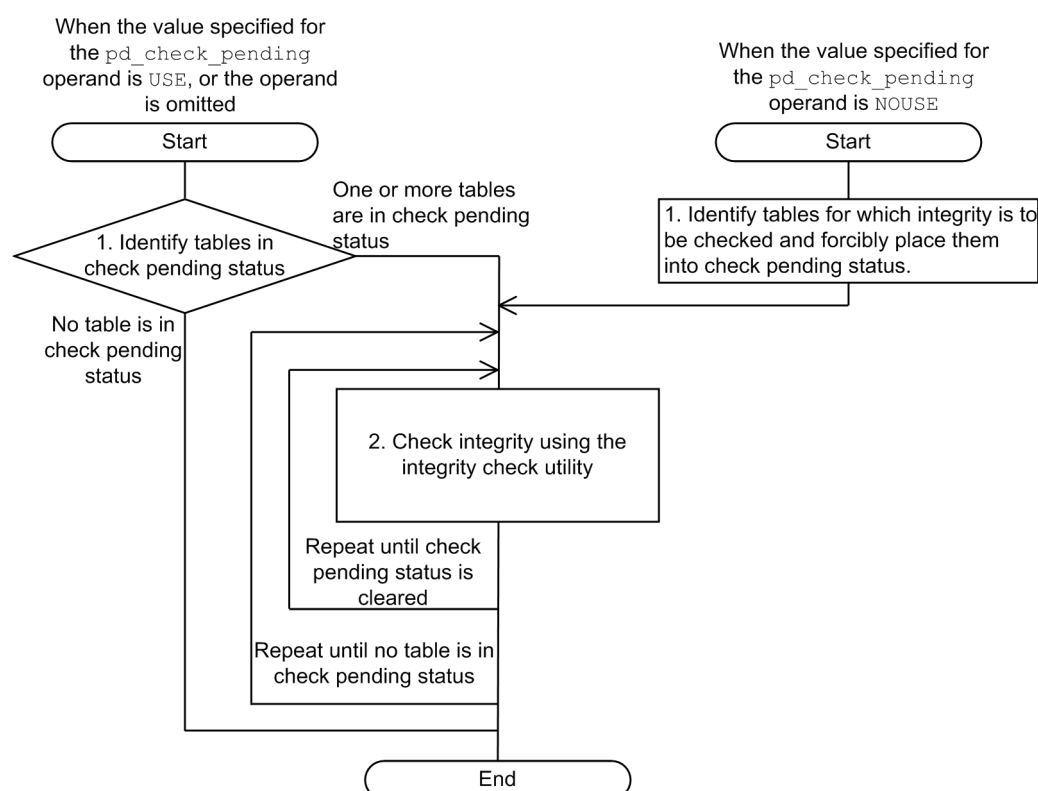 When the value specified for
the pd_check_pending
operand is USE, or the operand
is omitted
Start
When the value specified for
the pd_check_pending
operand is NOUSE
Start
One or more tables
are in check pending
status
1. Identify tables in
check pending status
1. Identify tables for which integrity is to
be checked and forcibly place them
into check pending status.
No table is in
check pending
status
2. Check integrity using the
integrity check utility
Repeat until check
pending status is
cleared
Repeat until no table is in
check pending status
End